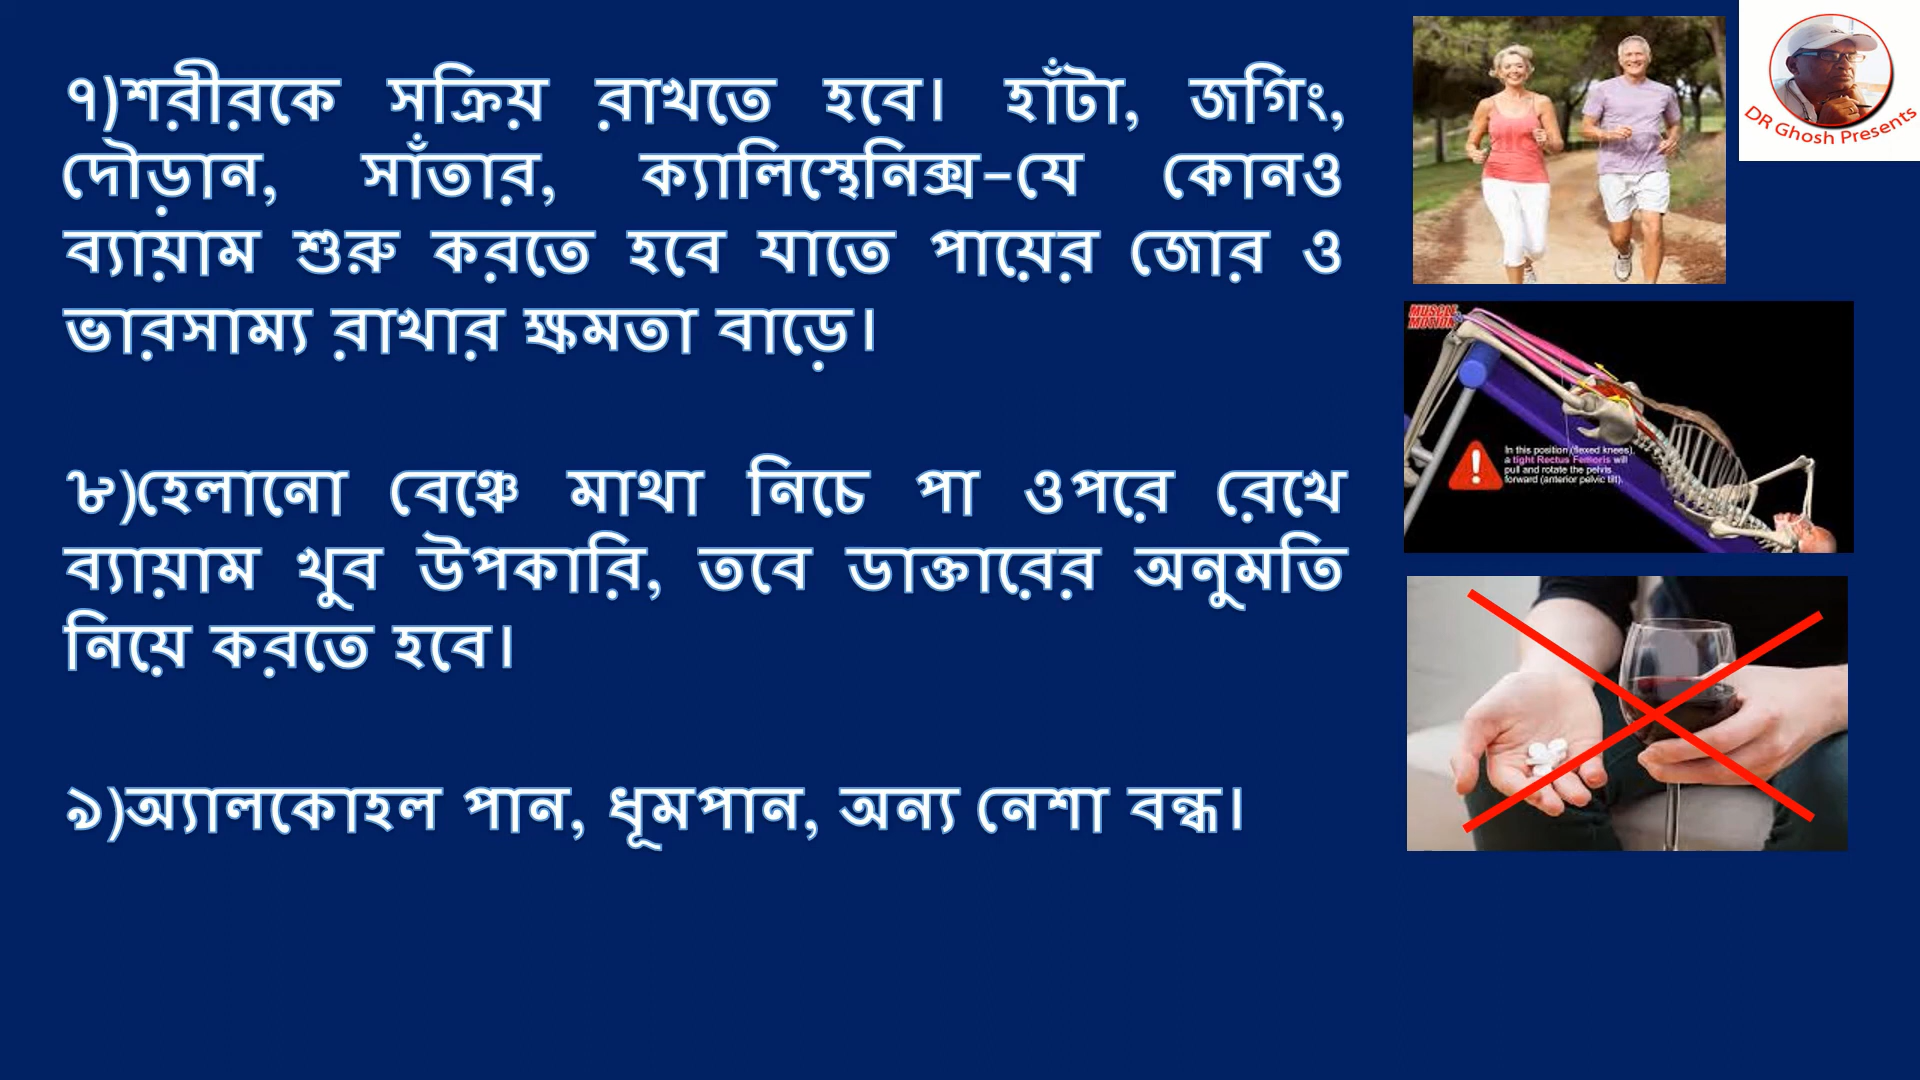 ৭)শরীরকে সক্রিয় রাখতে হবে। হাঁটা, জগিং,
দৌড়ান, সাঁতার, ক্যালিস্থেনিক্স-যে কোনও
ব্যায়াম শুরু করতে হবে যাতে পায়ের জোর ও
ভারসাম্য রাখার ক্ষমতা বাড়ে।
৮)হেলানো বেঞ্চে মাথা নিচে পা ওপরে রেখে
ব্যায়াম খুব উপকারি, তবে ডাক্তারের অনুমতি
নিয়ে করতে হবে।
৯)অ্যালকোহল পান, ধূমপান, অন্য নেশা বন্ধ।
DR Ghosh Presents
MUSCLE
MOTION
In this position (flexed knees),
a tight Rectus Femoris will
pull and rotate the pelvis
forward (anterior pelvic tilt).